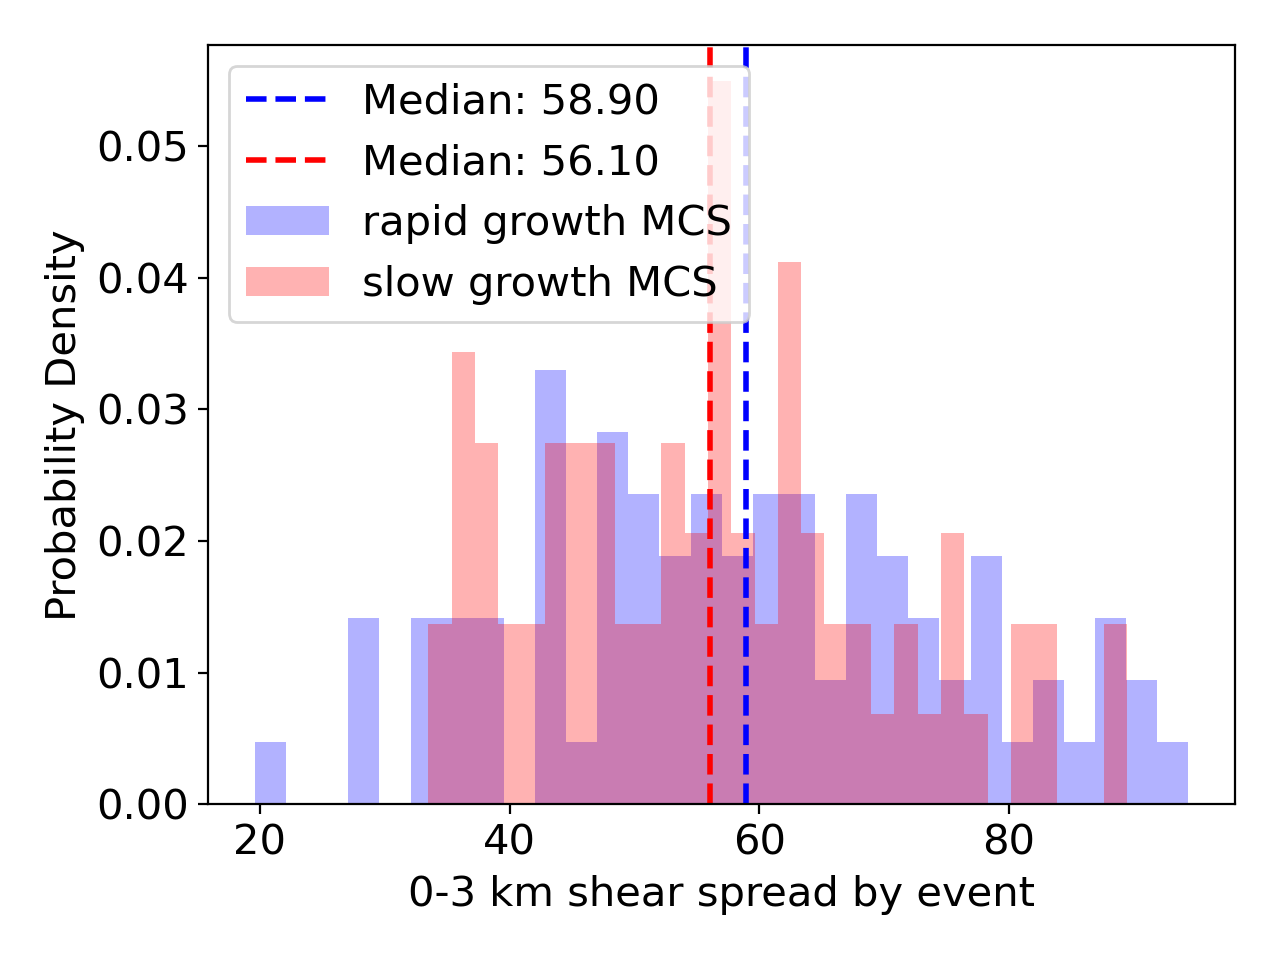 Median: 58.90
Median: 56.10
rapid growth MCS
slow growth MCS
0.05
0.04
0.03
0.02
0.01
0.00
Probability Density
20 40 60 80
0-3 km shear spread by event